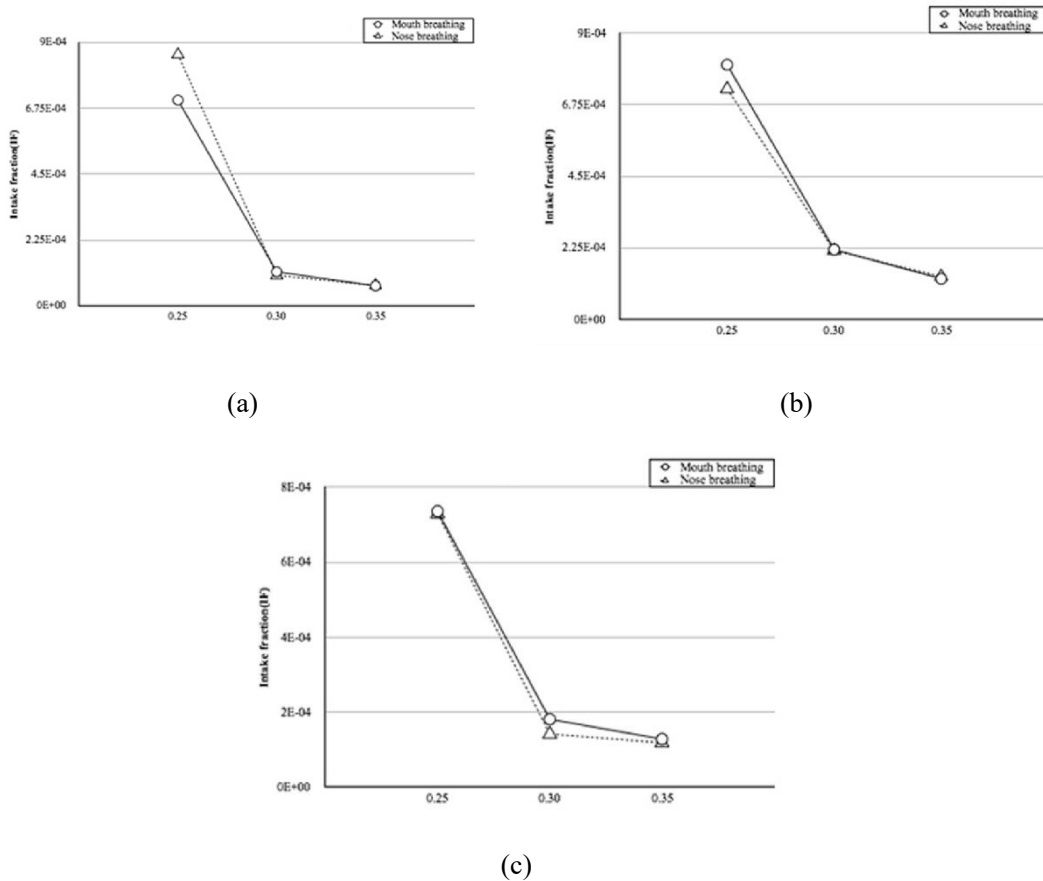 Mouth breathing
Nose breathing
9E-04
6.75E-04
4.5E-04
2.25E-04
0E+00
Intake fraction(IF)
0.25 0.30 0.35
(a)
Mouth breathing
Nose breathing
9E-04
6.75E-04
4.5E-04
2.25E-04
0E+00
Intake fraction(IF)
0.25 0.30 0.35
(b)
Mouth breathing
Nose breathing
8E-04
6E-04
4E-04
2E-04
0E+00
Intake fraction(IF)
0.25 0.30 0.35
(c)